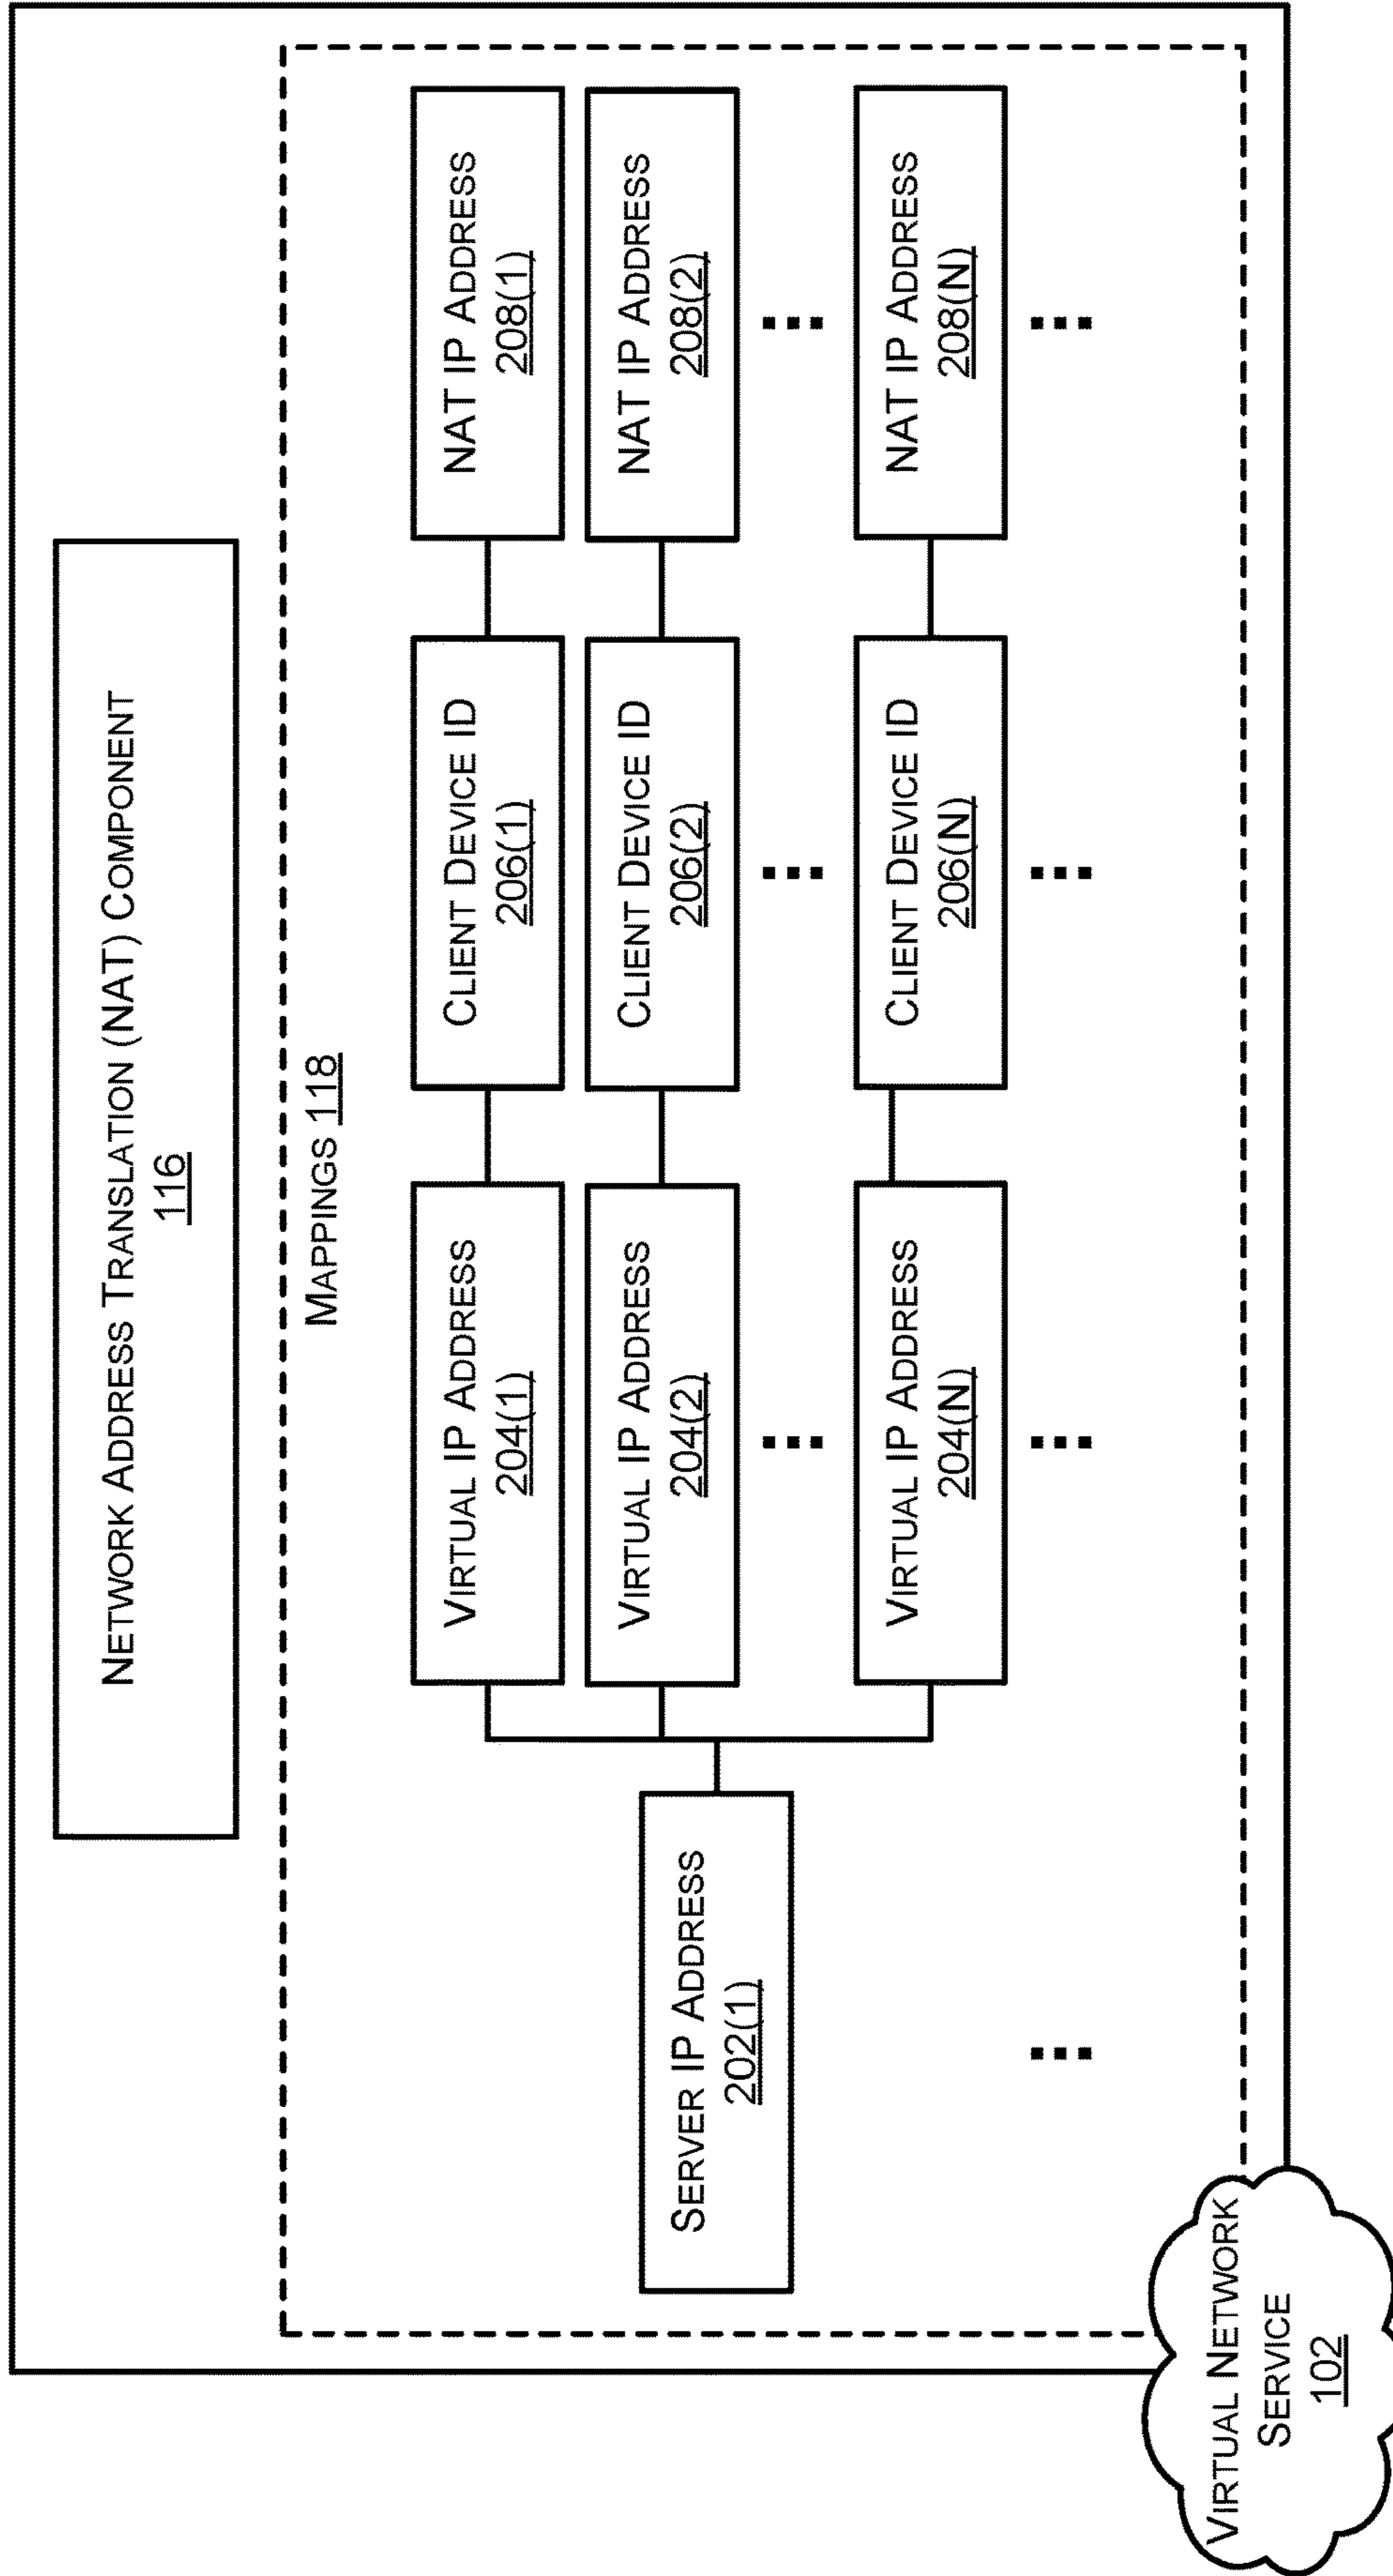 NETWORK ADDRESS TRANSLATION (NAT) COMPONENT
116
MAPPINGS 118
SERVER IP ADDRESS
202(1)
VIRTUAL IP ADDRESS
204(1)
CLIENT DEVICE ID
206(1)
NAT IP ADDRESS
208(1)
VIRTUAL IP ADDRESS
204(2)
CLIENT DEVICE ID
206(2)
NAT IP ADDRESS
208(2)
VIRTUAL IP ADDRESS
204(N)
CLIENT DEVICE ID
206(N)
NAT IP ADDRESS
208(N)
VIRTUAL NETWORK
SERVICE
102